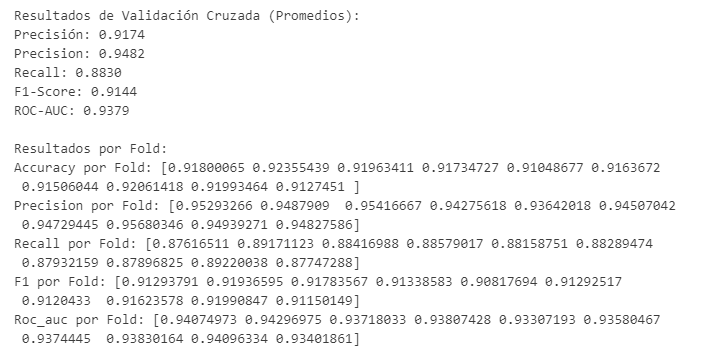 Resultados de Validación Cruzada (Promedios):
Precisión: 0.9174
Precision: 0.9482
Recall: 0.8830
F1-Score: 0.9144
ROC-AUC: 0.9379

Resultados por Fold:
Accuracy por Fold: [0.91800065 0.92355439 0.91963411 0.91734727 0.91048677 0.9163672
 0.91506044 0.92061418 0.91993464 0.9127451 ]
Precision por Fold: [0.95293266 0.9487909  0.95416667 0.94275618 0.93642018 0.94507042
 0.94729445 0.95680346 0.94939271 0.94827586]
Recall por Fold: [0.87616511 0.89171123 0.88416988 0.88579017 0.88158751 0.88289474
 0.87932159 0.87896825 0.89220038 0.87747288]
F1 por Fold: [0.91293791 0.91936595 0.91783567 0.91338583 0.90817694 0.91292517
 0.9120433  0.91623578 0.91990847 0.91150149]
Roc_auc por Fold: [0.94074973 0.94296975 0.93718033 0.93807428 0.93307193 0.93580467
 0.9374445  0.93830164 0.94096334 0.93401861]